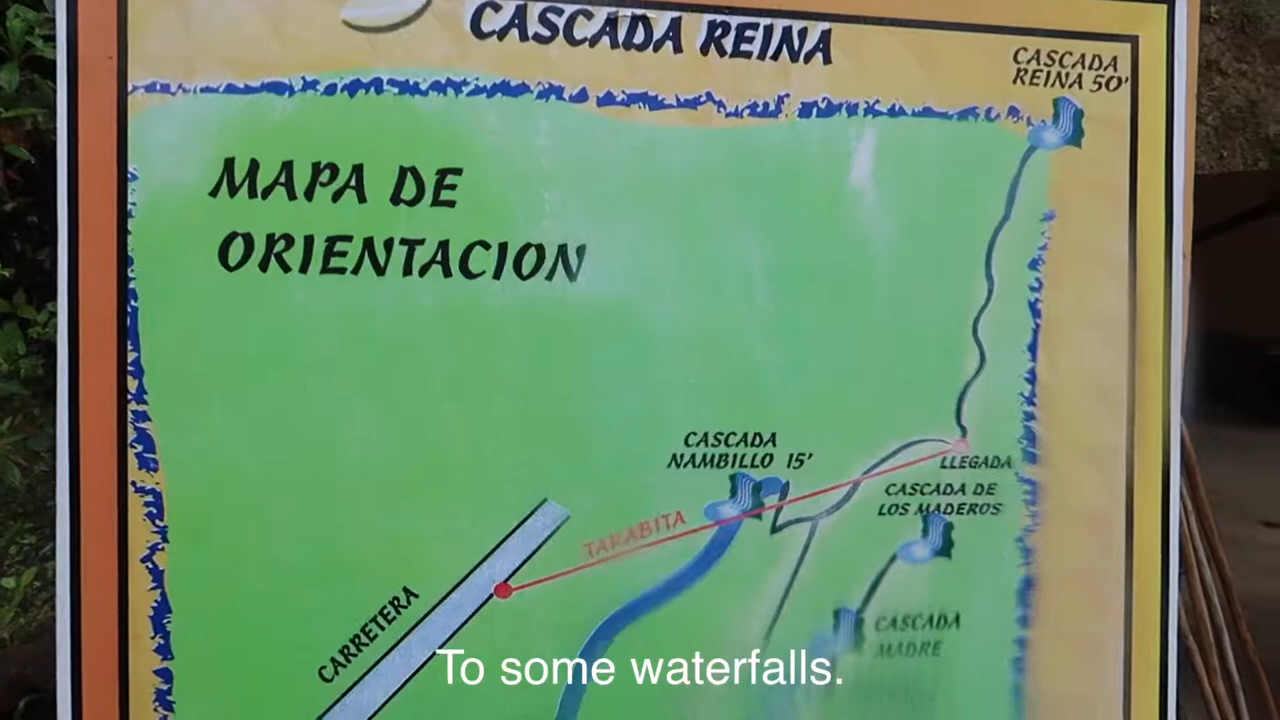 CASCADA REINA
CASCADA
REINA 50'
MAPA DE
ORIENTACION
CASCADA
NAMBILLO 15'
LLEGADA
CASCADA DE
LOS MADEROS
TARABITA
CARRETERA
CASCADA
MADRE
To some waterfalls.